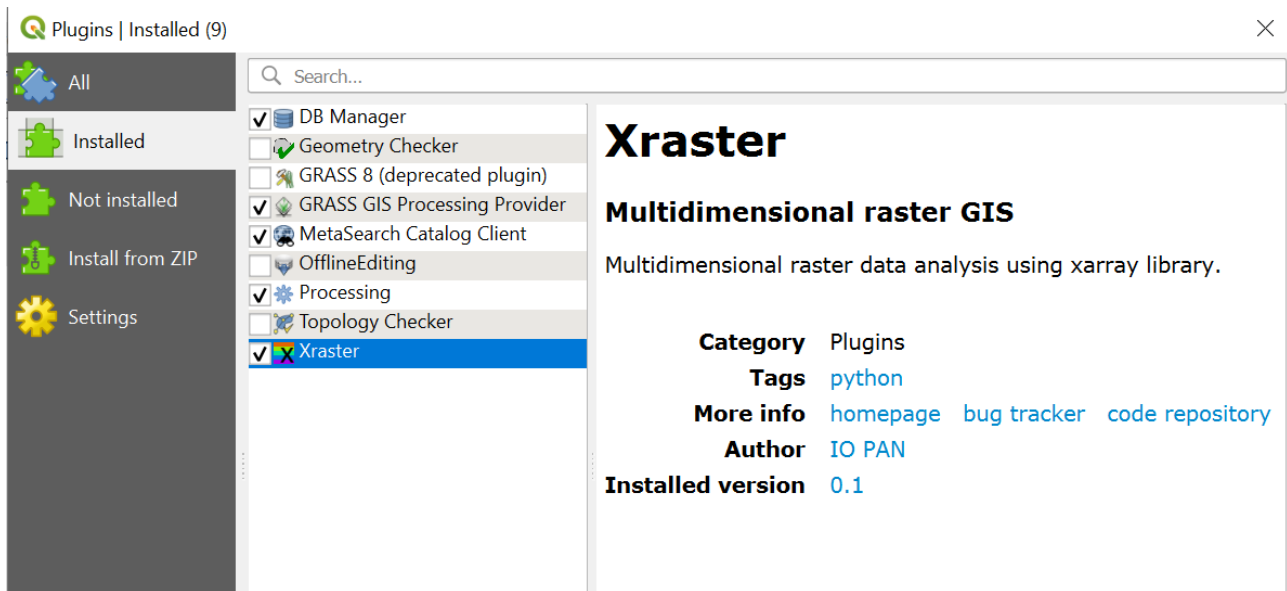 Plugins | Installed (9)
All
Installed
Not installed
Install from ZIP
Settings
Search...
DB Manager
Geometry Checker
GRASS 8 (deprecated plugin)
GRASS GIS Processing Provider
MetaSearch Catalog Client
OfflineEditing
Processing
Topology Checker
Xraster
Xraster
Multidimensional raster GIS
Multidimensional raster data analysis using xarray library.
Category Plugins
Tags python
More info homepage bug tracker code repository
Author IO PAN
Installed version 0.1